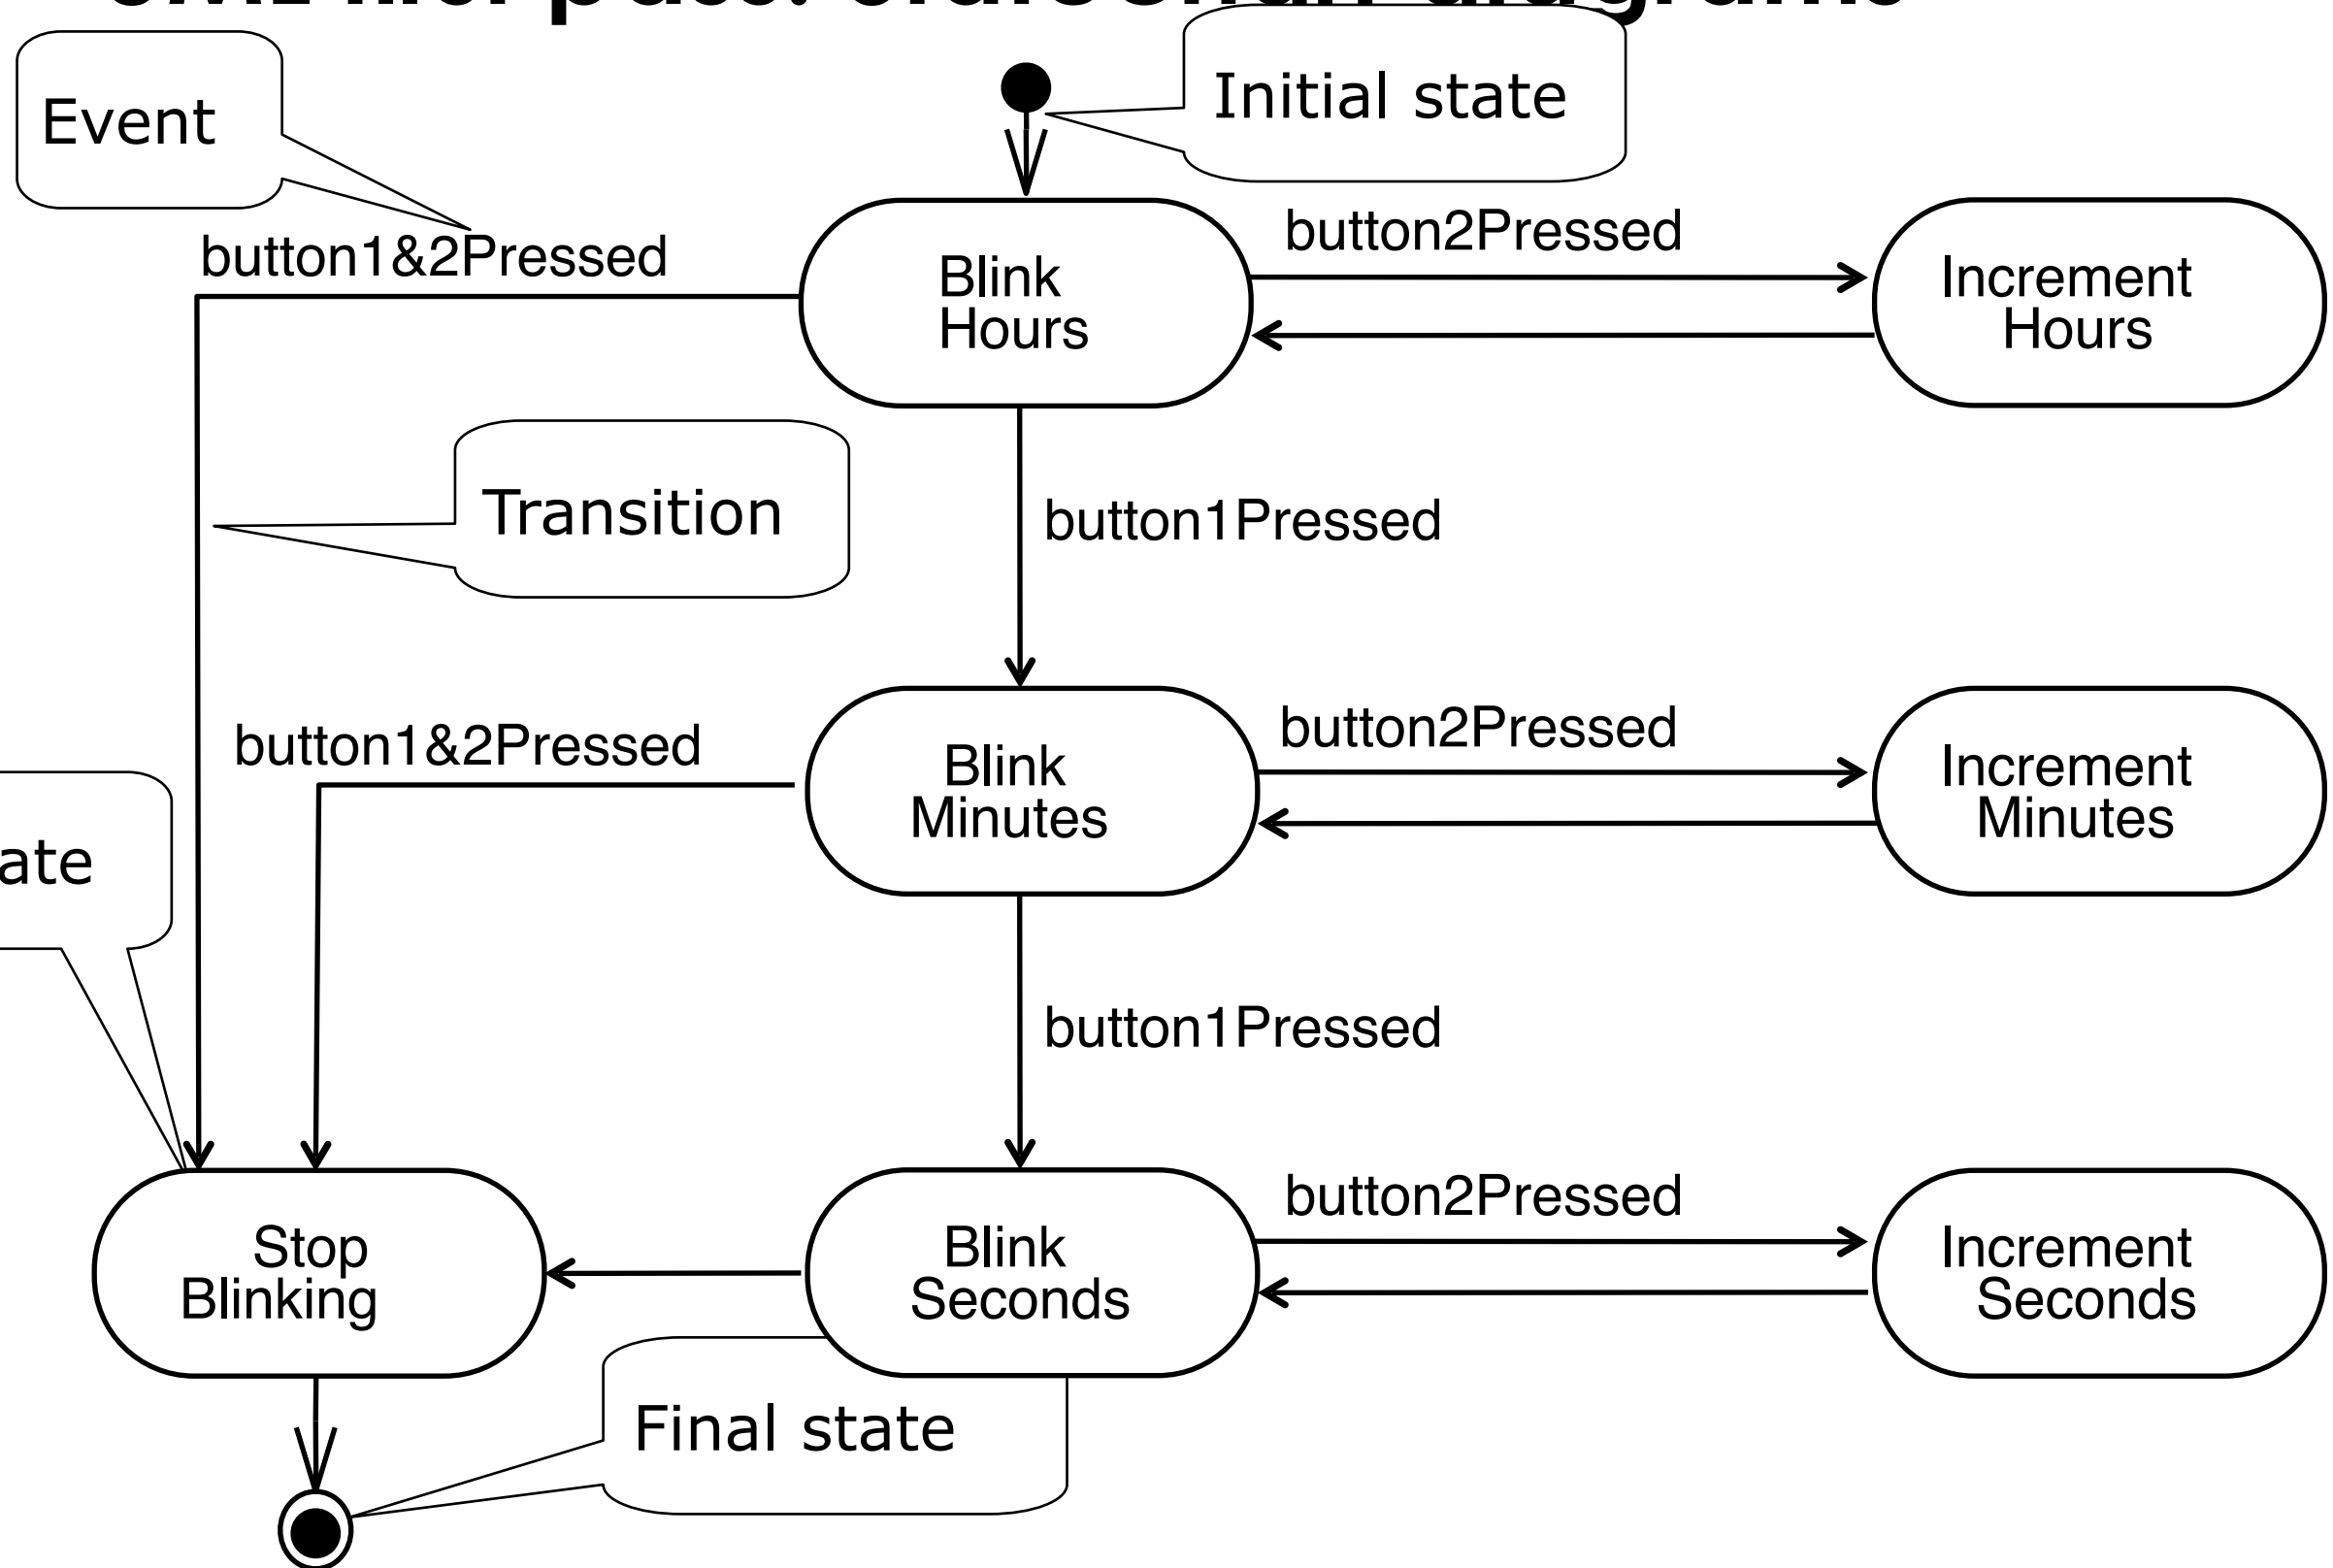 Event
Initial state
button1&2Pressed
button2Pressed
Blink
Hours
Increment
Hours
Transition
button1Pressed
button1&2Pressed
button2Pressed
Blink
Minutes
Increment
Minutes
ate
button1Pressed
button2Pressed
Stop
Blinking
Blink
Seconds
Increment
Seconds
Final state